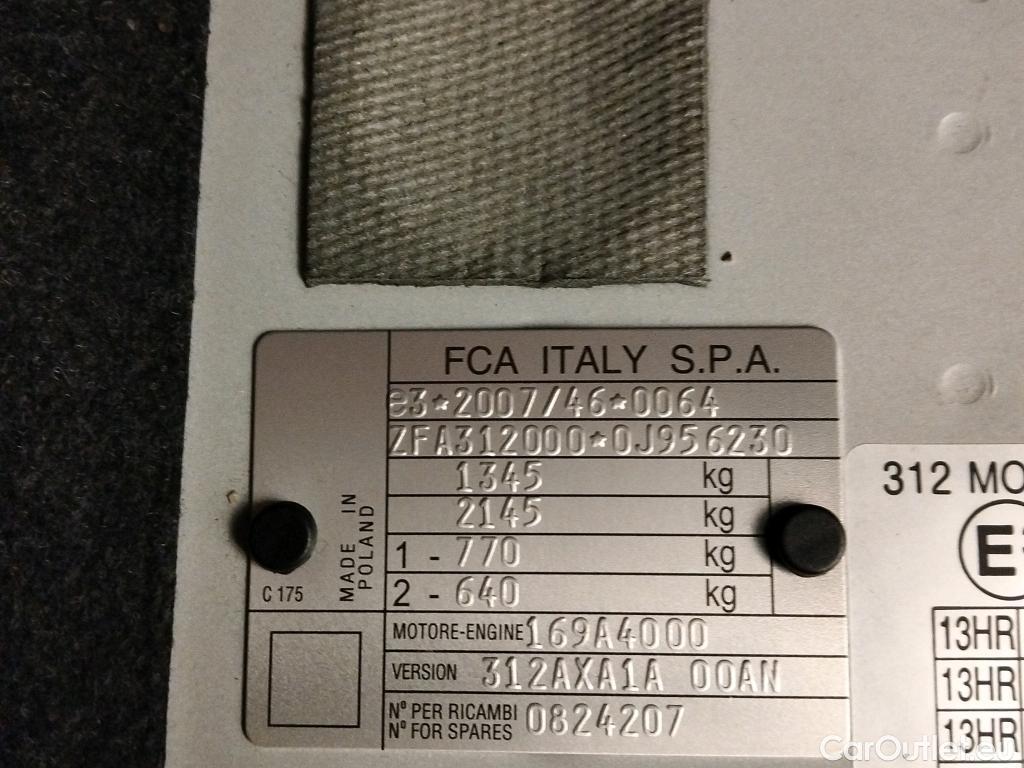 FCA ITALY S.P.A.
e3*2007/46*0064
ZFA312000*0J956230
1345 kg
2145 kg
1 - 770 kg
2 - 640 kg
MADE IN
POLAND
C 175
MOTORE-ENGINE 169A4000
VERSION 312AXA1A 00AN
Nº PER RICAMBI
Nº FOR SPARES 0824207
312 MO
E
13HR
13HR
13HR
CarOutlet.eu